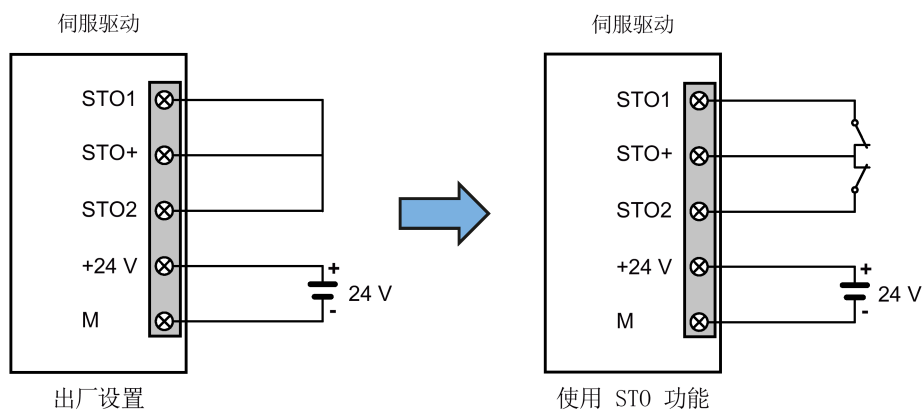 伺服驱动
STO1
STO+
STO2
+24 V
M
+
24 V
-
出厂设置
伺服驱动
STO1
STO+
STO2
+24 V
M
+
24 V
-
使用 STO 功能